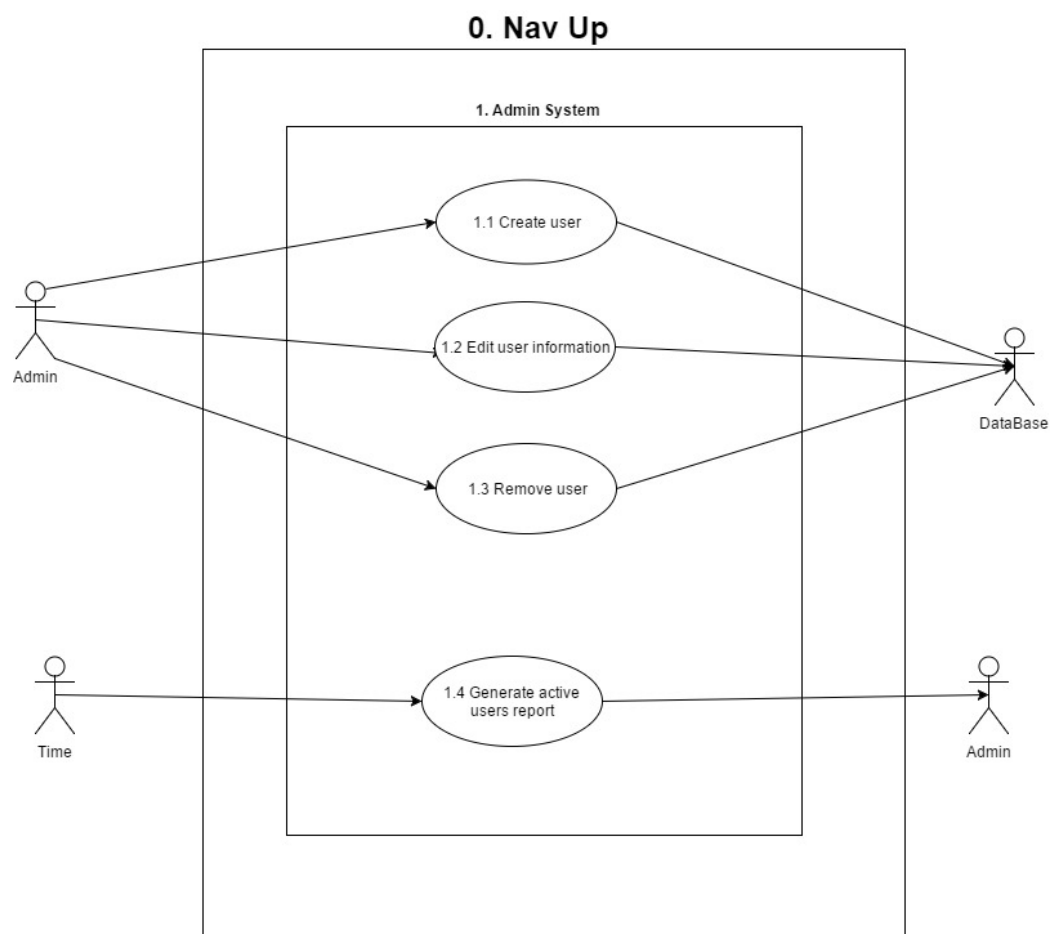 0. Nav Up
1. Admin System
1.1 Create user
1.2 Edit user information
Admin
DataBase
1.3 Remove user
1.4 Generate active
users report
Time
Admin